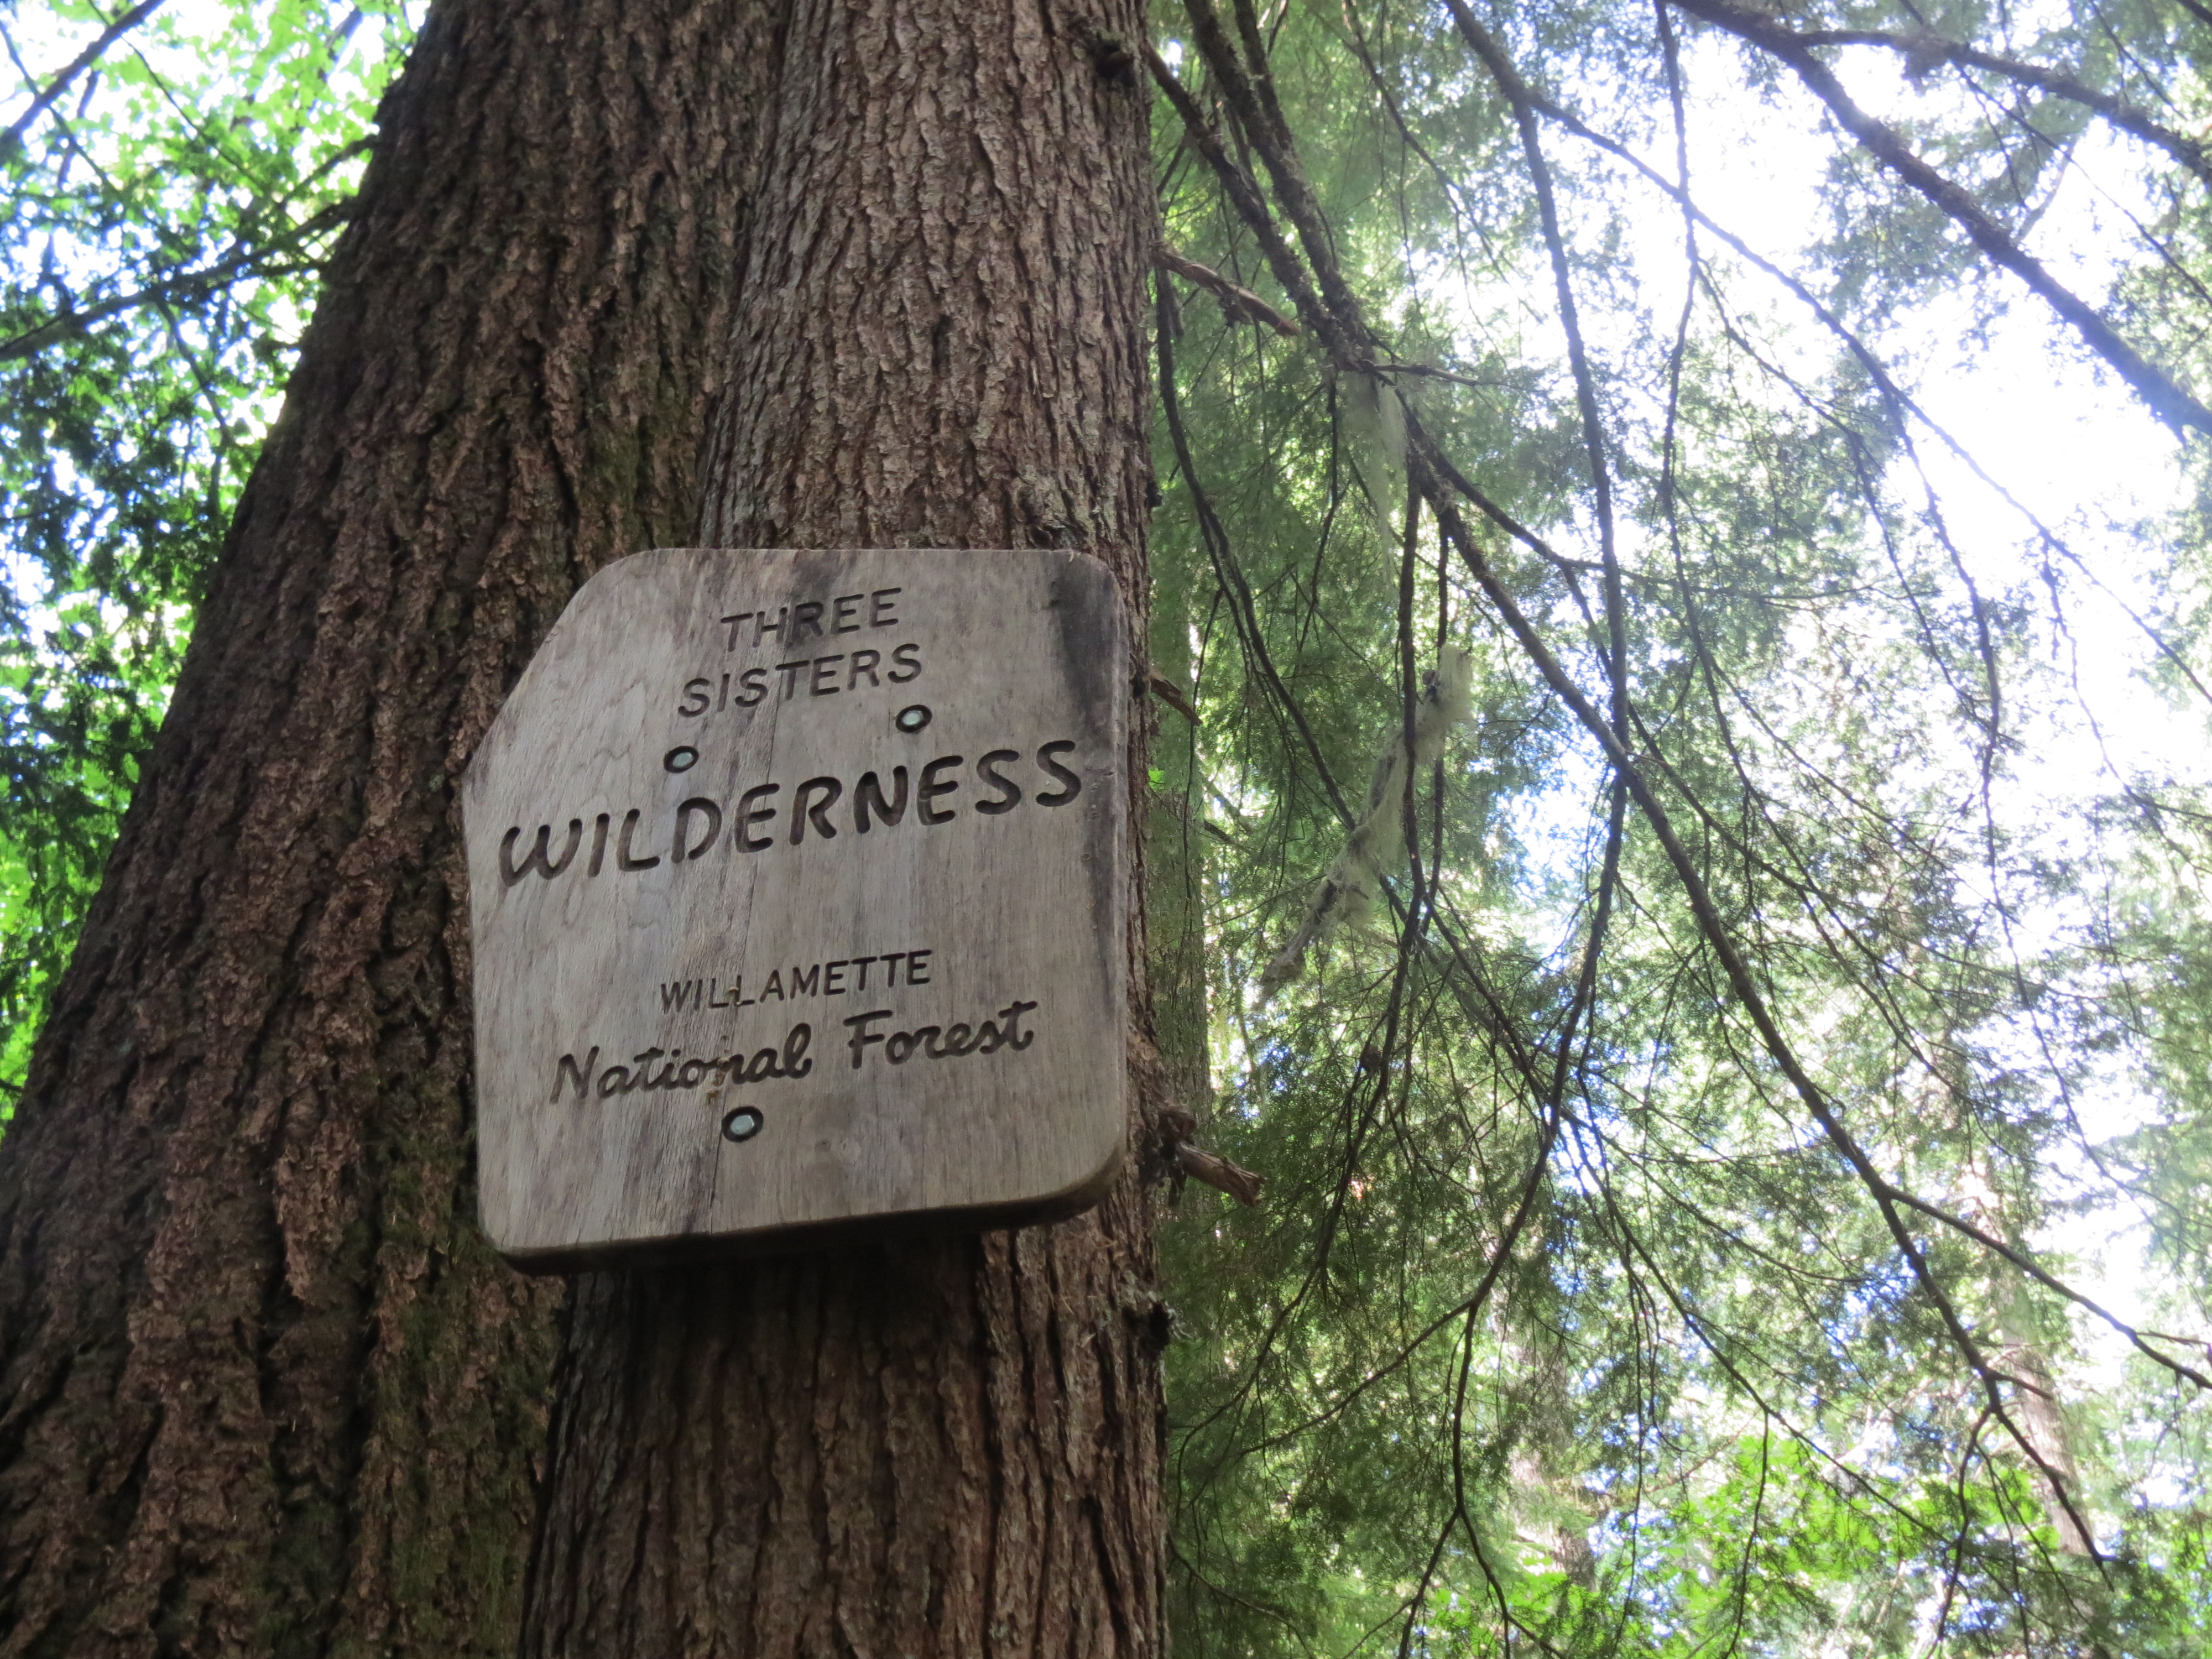 THREE
SISTERS
WILDERNESS
WILLAMETTE
National Forest